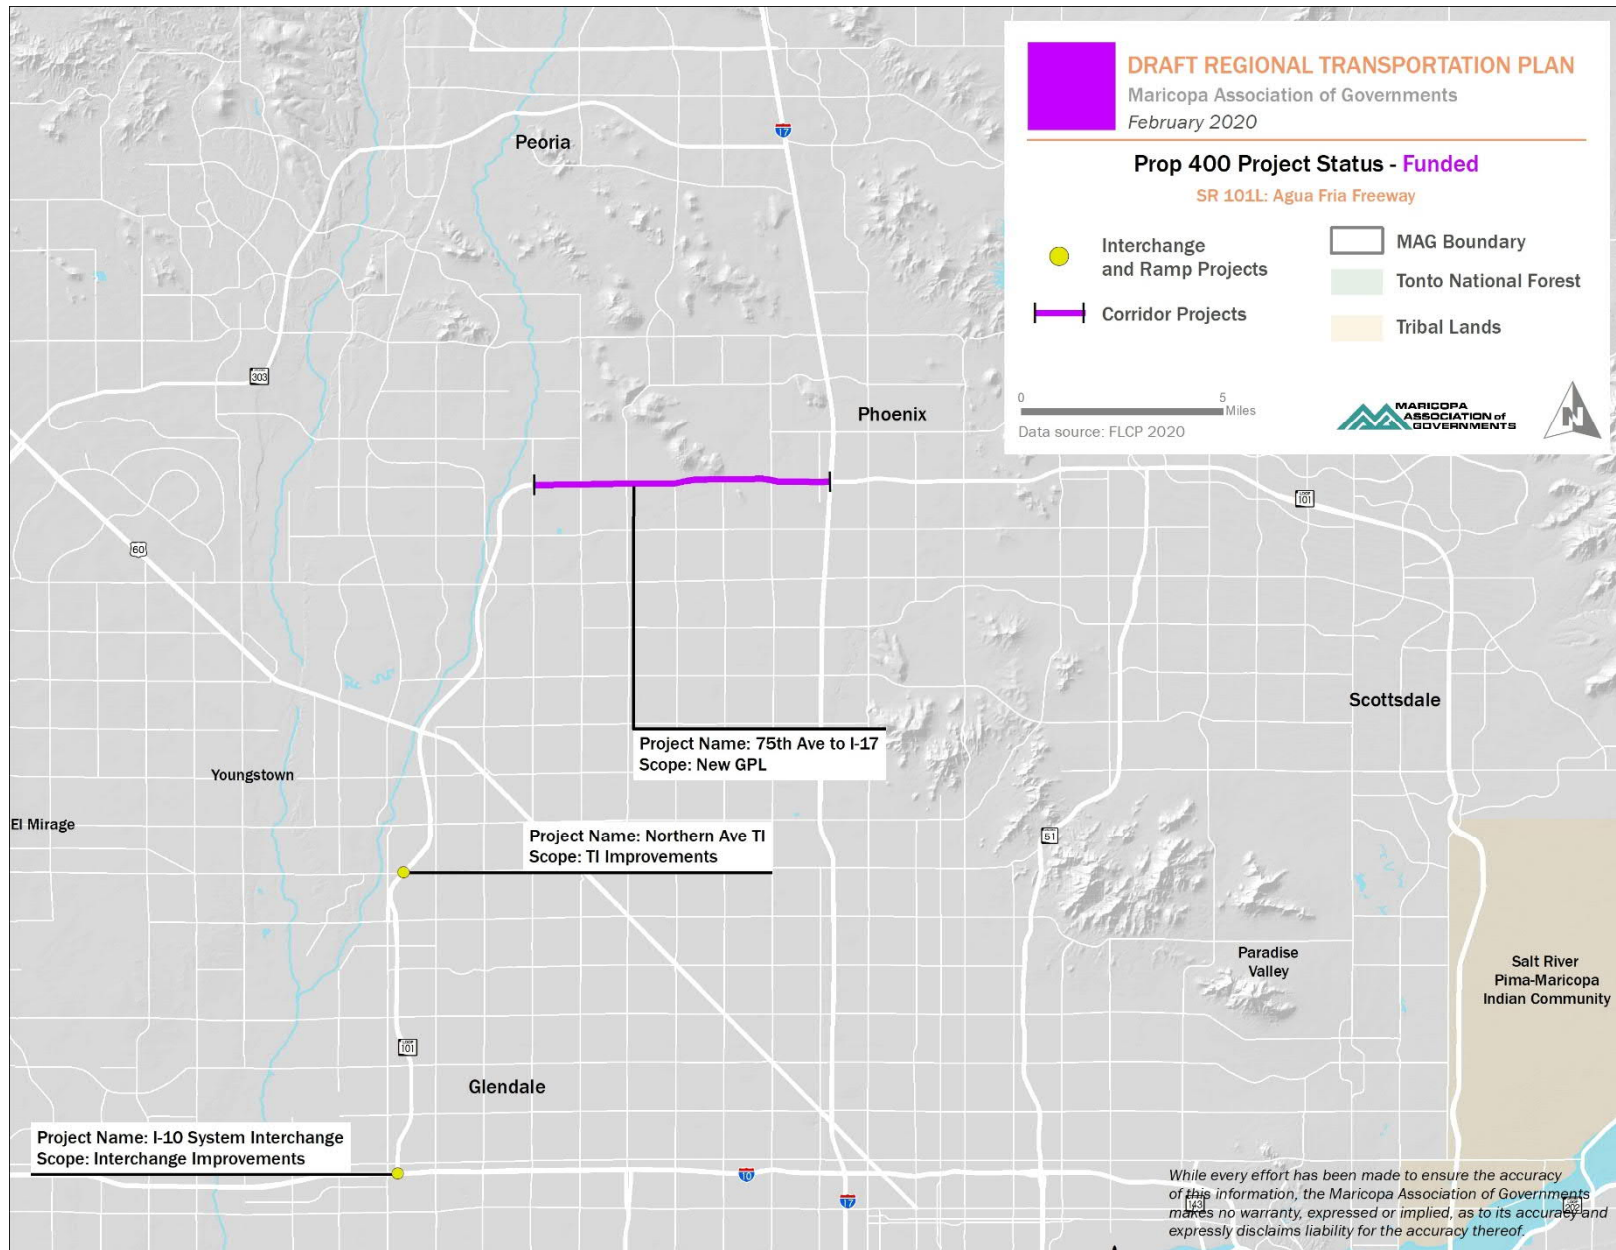 DRAFT REGIONAL TRANSPORTATION PLAN
Maricopa Association of Governments
February 2020
Prop 400 Project Status - Funded
SR 101L: Agua Fria Freeway
Interchange
and Ramp Projects
Corridor Projects
MAG Boundary
Tonto National Forest
Tribal Lands
0 5
Miles
Data source: FLCP 2020
MARICOPA
ASSOCIATION of
GOVERNMENTS
N
17
Peoria
303
Phoenix
LOOP
101
60
Scottsdale
Project Name: 75th Ave to I-17
Scope: New GPL
Youngstown
El Mirage
Project Name: Northern Ave TI
Scope: TI Improvements
51
Paradise
Valley
Salt River
Pima-Maricopa
Indian Community
LOOP
101
Glendale
Project Name: I-10 System Interchange
Scope: Interchange Improvements
10
17
143
202
While every effort has been made to ensure the accuracy
of this information, the Maricopa Association of Governments
makes no warranty, expressed or implied, as to its accuracy and
expressly disclaims liability for the accuracy thereof.